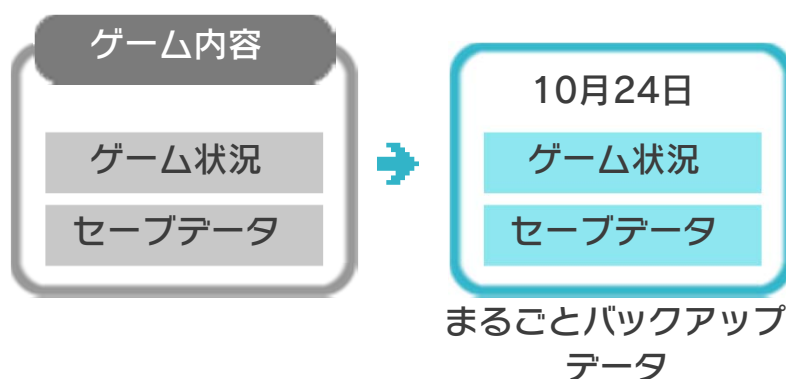 ゲーム内容
ゲーム状況
セーブデータ
10月24日
ゲーム状況
セーブデータ
まるごとバックアップ
データ